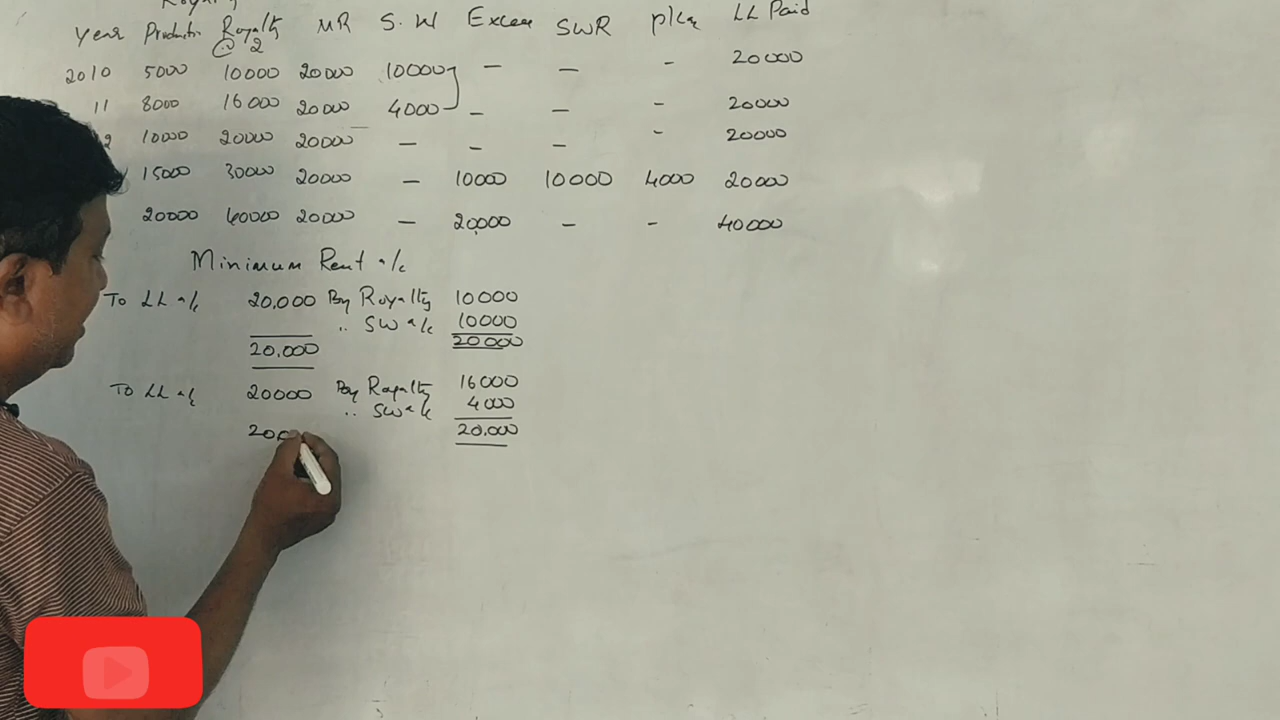 Royalty
Year Production Royalty @ 2 MR S.W Excess SWR P/L a/c LL Paid
2010 5000 10000 20000 10000 – – – 20000
11 8000 16000 20000 4000 – – – 20000
2 10000 20000 20000 – – – – 20000
15000 30000 20000 – 10000 10000 4000 20000
20000 40000 20000 – 20,000 – – 40000
Minimum Rent a/c
To LL a/c 20,000 By Royalty 10000
.. SW a/c 10000
20,000 20000
To LL a/c 20000 By Royalty 16000
.. SW a/c 4000
200 20,000